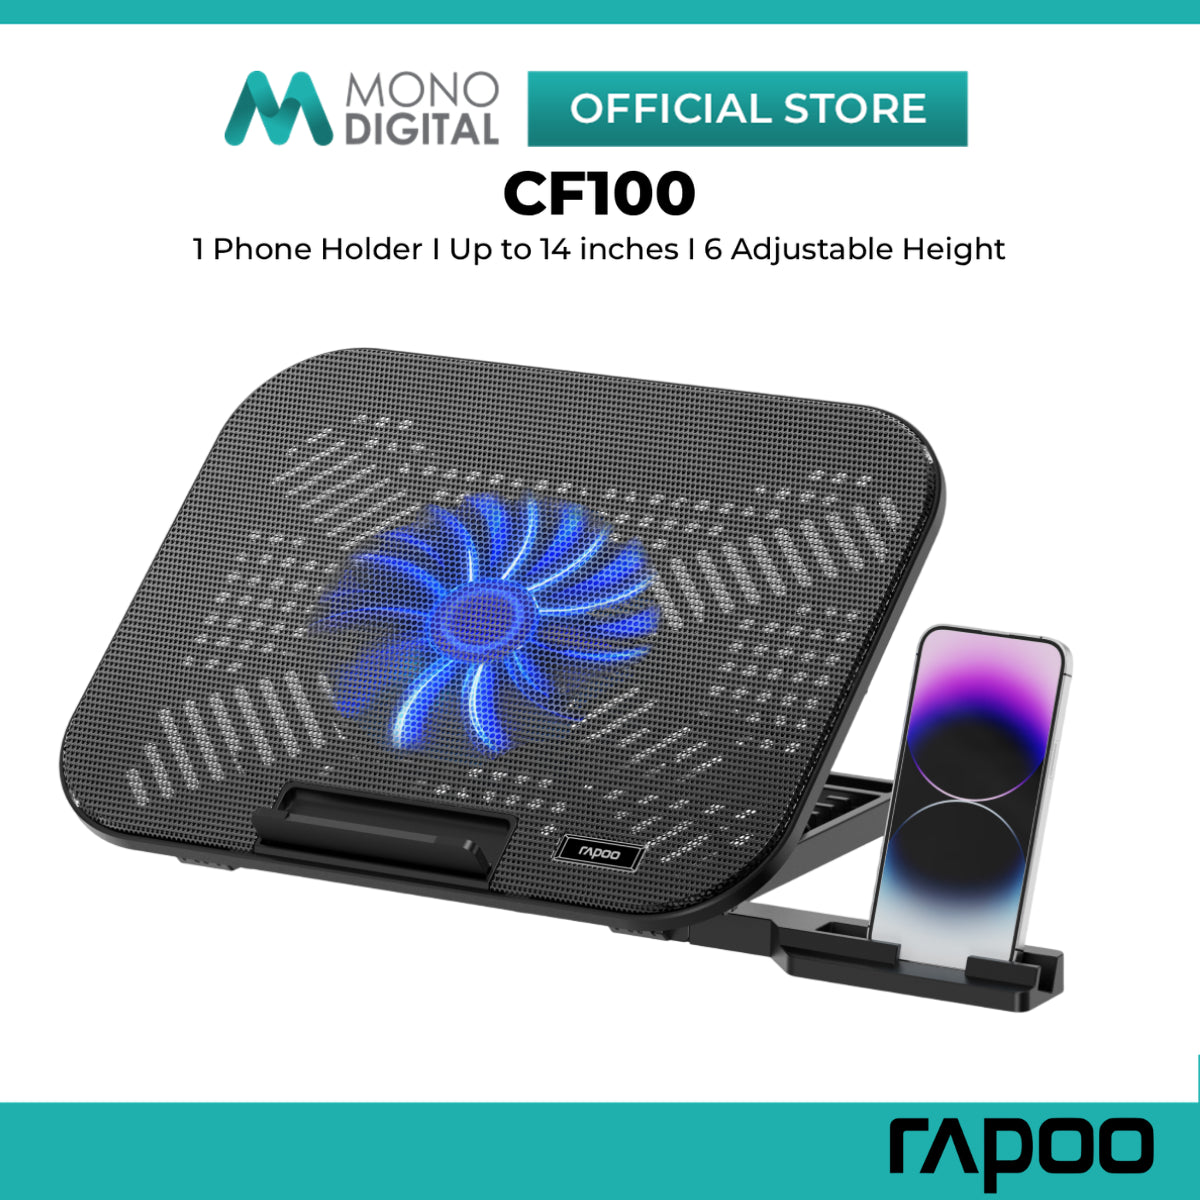 MONO
DIGITAL
OFFICIAL STORE
CF100
1 Phone Holder I Up to 14 inches I 6 Adjustable Height
rapoo
rapoo